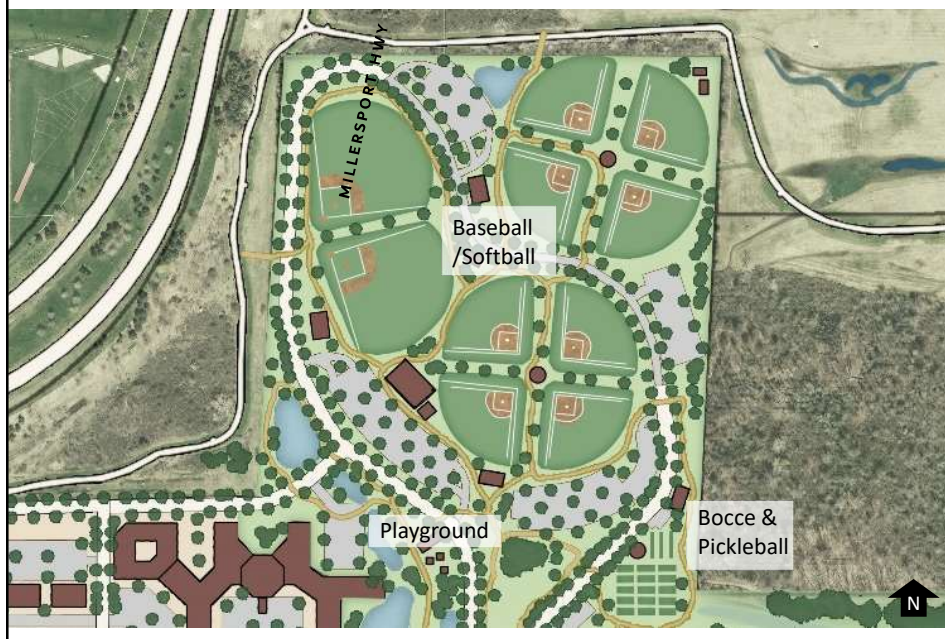 MILLERSPORT HWY
Baseball
/Softball
Playground
Bocce &
Pickleball
N